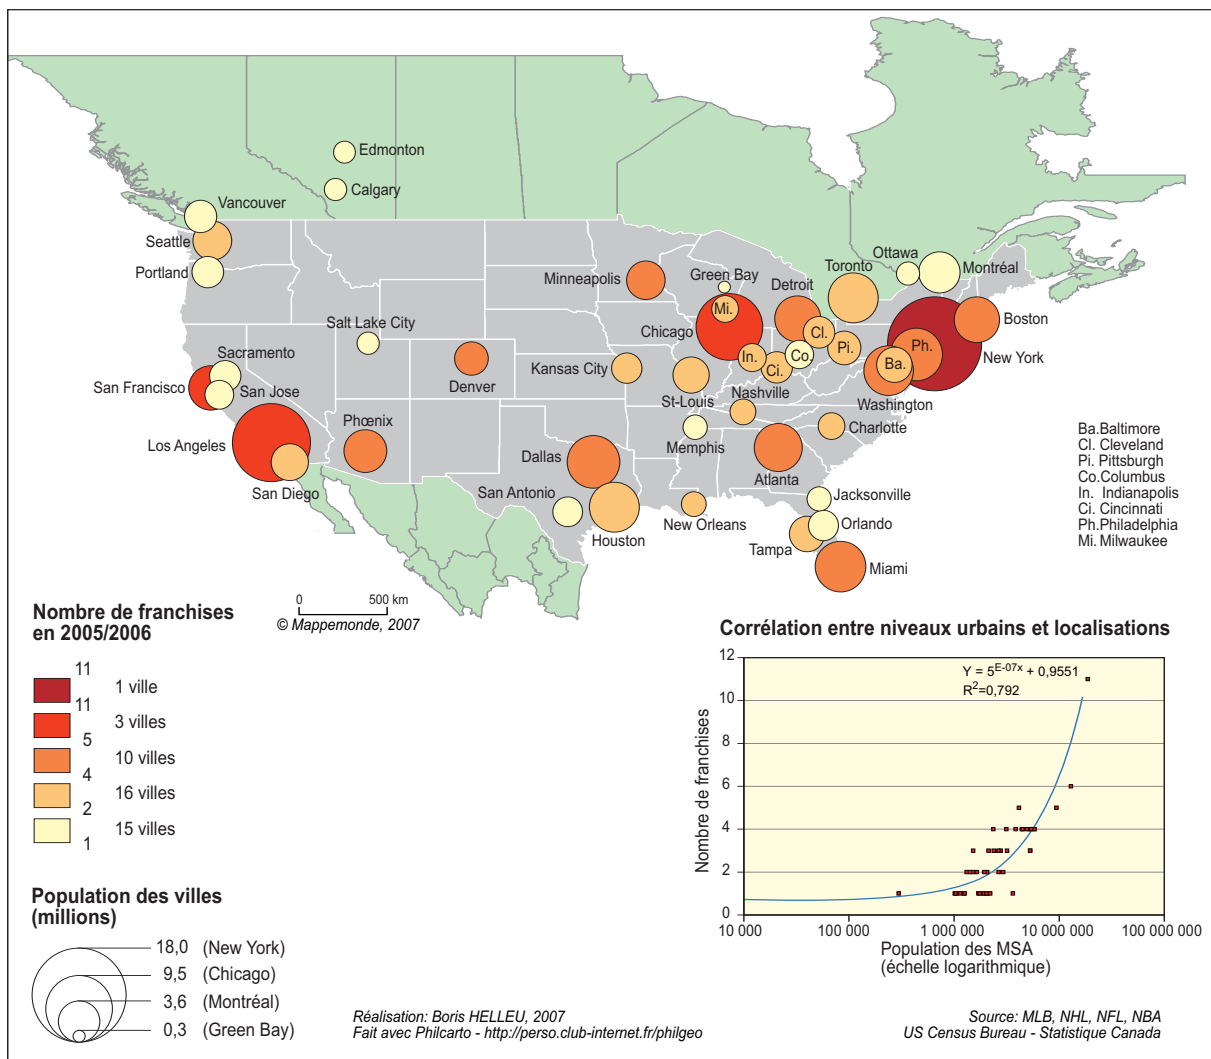 Edmonton
Calgary
Vancouver
Seattle
Portland
Ottawa
Montréal
Toronto
Minneapolis
Green Bay
Detroit
Mi.
Chicago
Boston
Cl.
Pi.
Ph.
New York
Salt Lake City
Sacramento
San Francisco
San Jose
Denver
Kansas City
In.
Ci.
Co.
Ba.
St-Louis
Nashville
Washington
Los Angeles
Phœnix
Memphis
Charlotte
San Diego
Dallas
Atlanta
San Antonio
Houston
New Orleans
Jacksonville
Orlando
Tampa
Miami
Ba.Baltimore
Cl. Cleveland
Pi. Pittsburgh
Co.Columbus
In. Indianapolis
Ci. Cincinnati
Ph.Philadelphia
Mi. Milwaukee
0 500 km
© Mappemonde, 2007
Nombre de franchises
en 2005/2006
11
1 ville
11
3 villes
5
10 villes
4
16 villes
2
15 villes
1
Population des villes
(millions)
18,0 (New York)
9,5 (Chicago)
3,6 (Montréal)
0,3 (Green Bay)
Corrélation entre niveaux urbains et localisations
Y = 5E-07x + 0,9551
R2=0,792
Nombre de franchises
12
10
8
6
4
2
0
10 000 100 000 1 000 000 10 000 000 100 000 000
Population des MSA
(échelle logarithmique)
Réalisation: Boris HELLEU, 2007
Fait avec Philcarto - http://perso.club-internet.fr/philgeo
Source: MLB, NHL, NFL, NBA
US Census Bureau - Statistique Canada